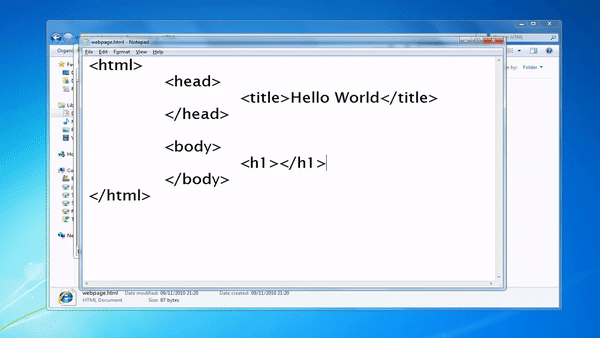 webpage.html - Notepad
File Edit Format View Help
<html>
<head>
<title>Hello World</title>
</head>
<body>
<h1></h1>
</body>
</html>
Folder
webpage.html Date modified: 09/11/2010 21:20 Date created: 09/11/2010 21:20
HTML Document Size: 87 bytes